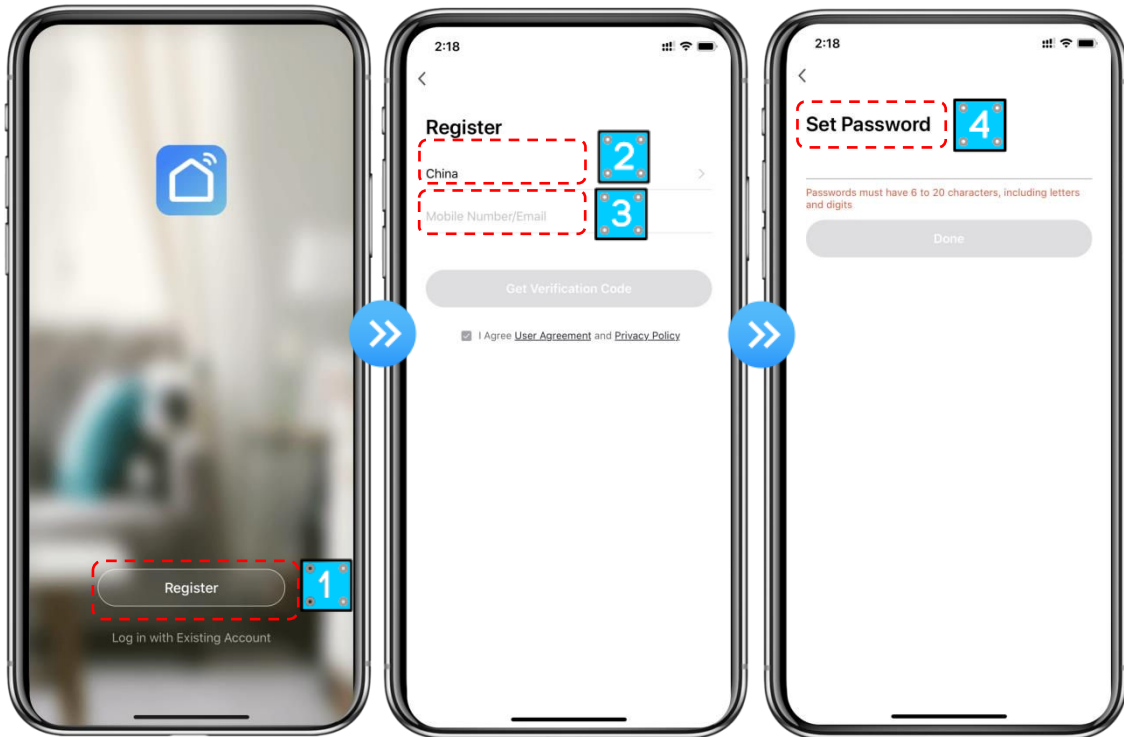 Register
1
Log in with Existing Account
2:18
Register
China
2
Mobile Number/Email
3
Get Verification Code
I Agree User Agreement and Privacy Policy
2:18
Set Password
4
Passwords must have 6 to 20 characters, including letters
and digits
Done